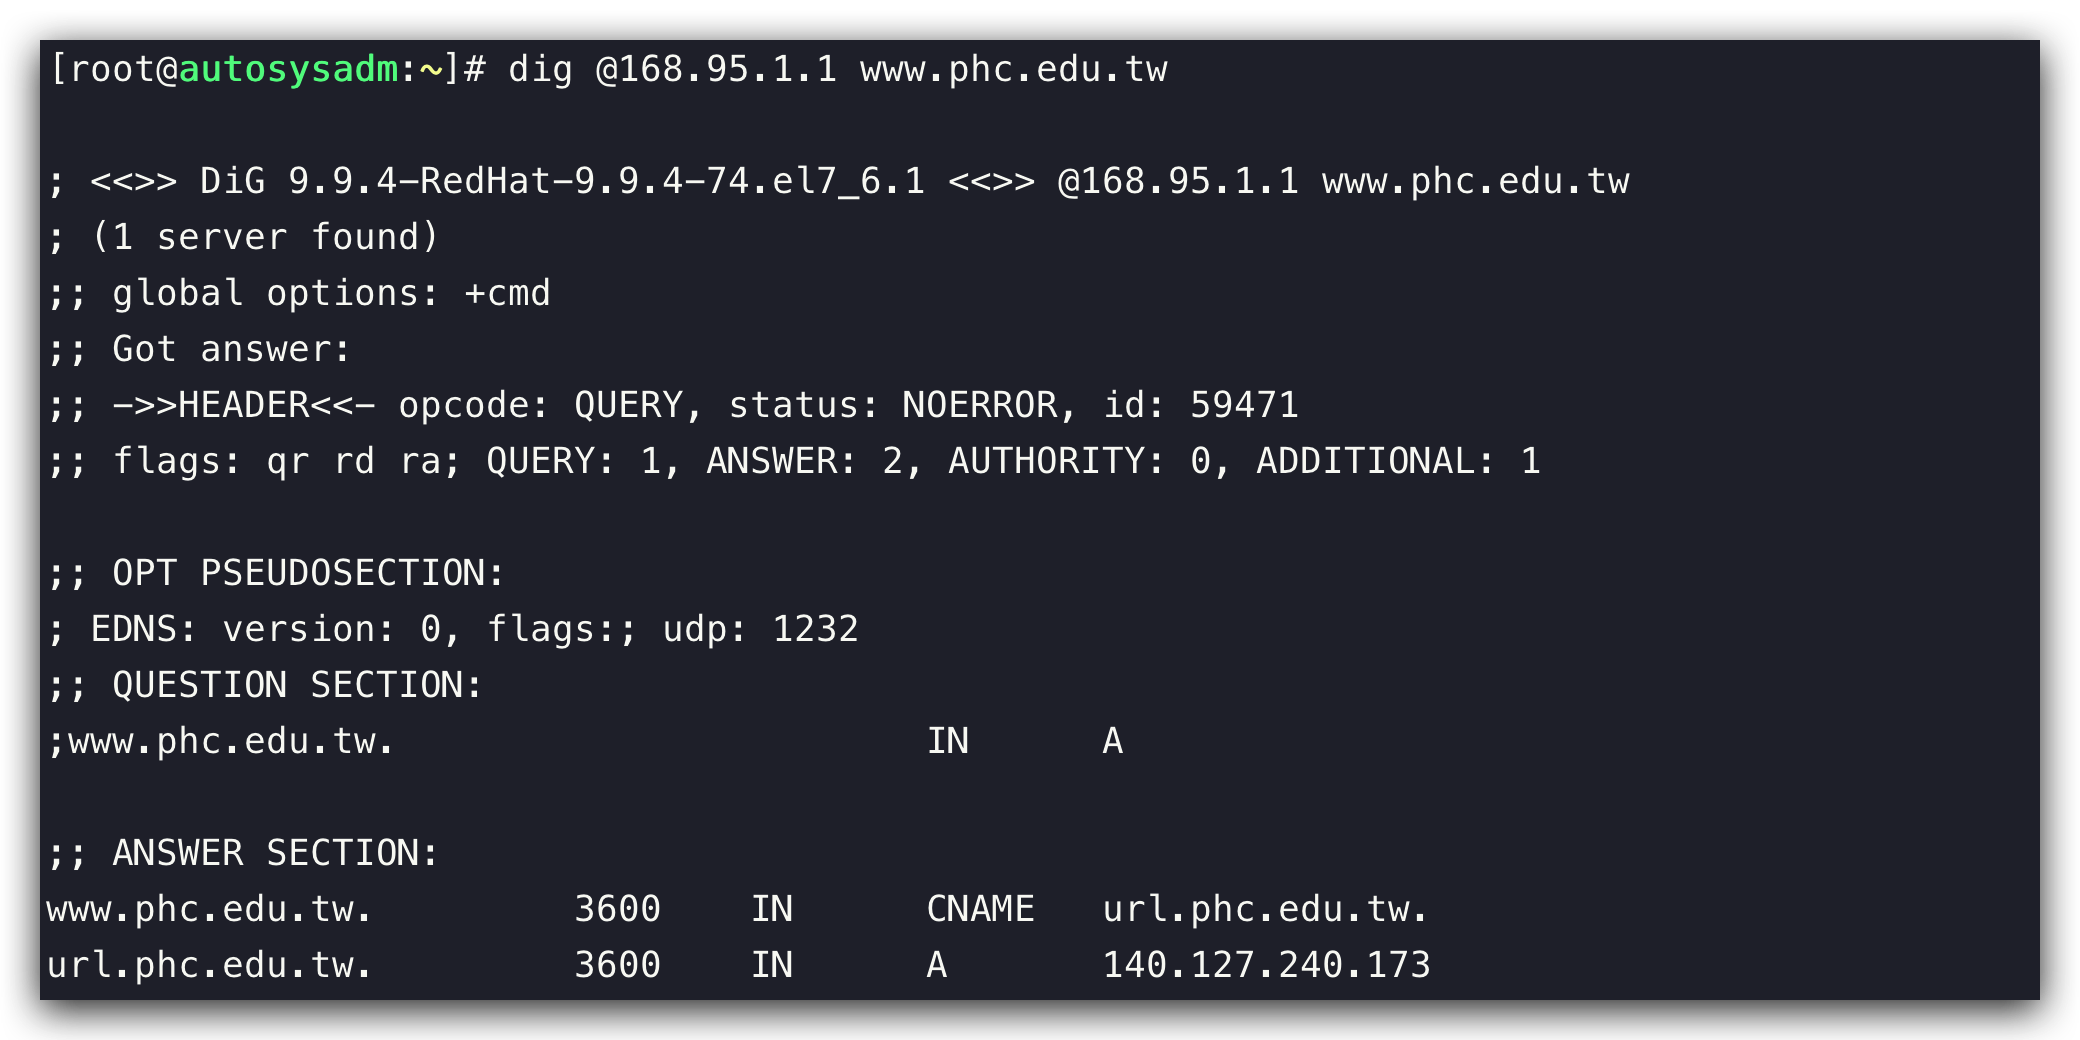 [root@autosysadm:~]# dig @168.95.1.1 www.phc.edu.tw
; <<>> DiG 9.9.4-RedHat-9.9.4-74.el7_6.1 <<>> @168.95.1.1 www.phc.edu.tw
; (1 server found)
;; global options: +cmd
;; Got answer:
;; ->>HEADER<<- opcode: QUERY, status: NOERROR, id: 59471
;; flags: qr rd ra; QUERY: 1, ANSWER: 2, AUTHORITY: 0, ADDITIONAL: 1
;; OPT PSEUDOSECTION:
; EDNS: version: 0, flags:; udp: 1232
;; QUESTION SECTION:
;www.phc.edu.tw. IN A
;; ANSWER SECTION:
www.phc.edu.tw. 3600 IN CNAME url.phc.edu.tw.
url.phc.edu.tw. 3600 IN A 140.127.240.173